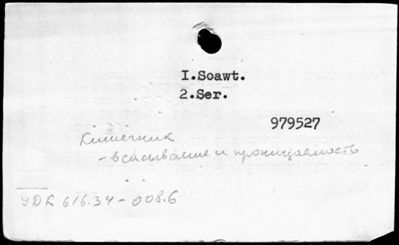 I.Soawt.
2.Ser.
979527
Кишечник
- всасывание и проницаемость
УДК 616.34-008.6